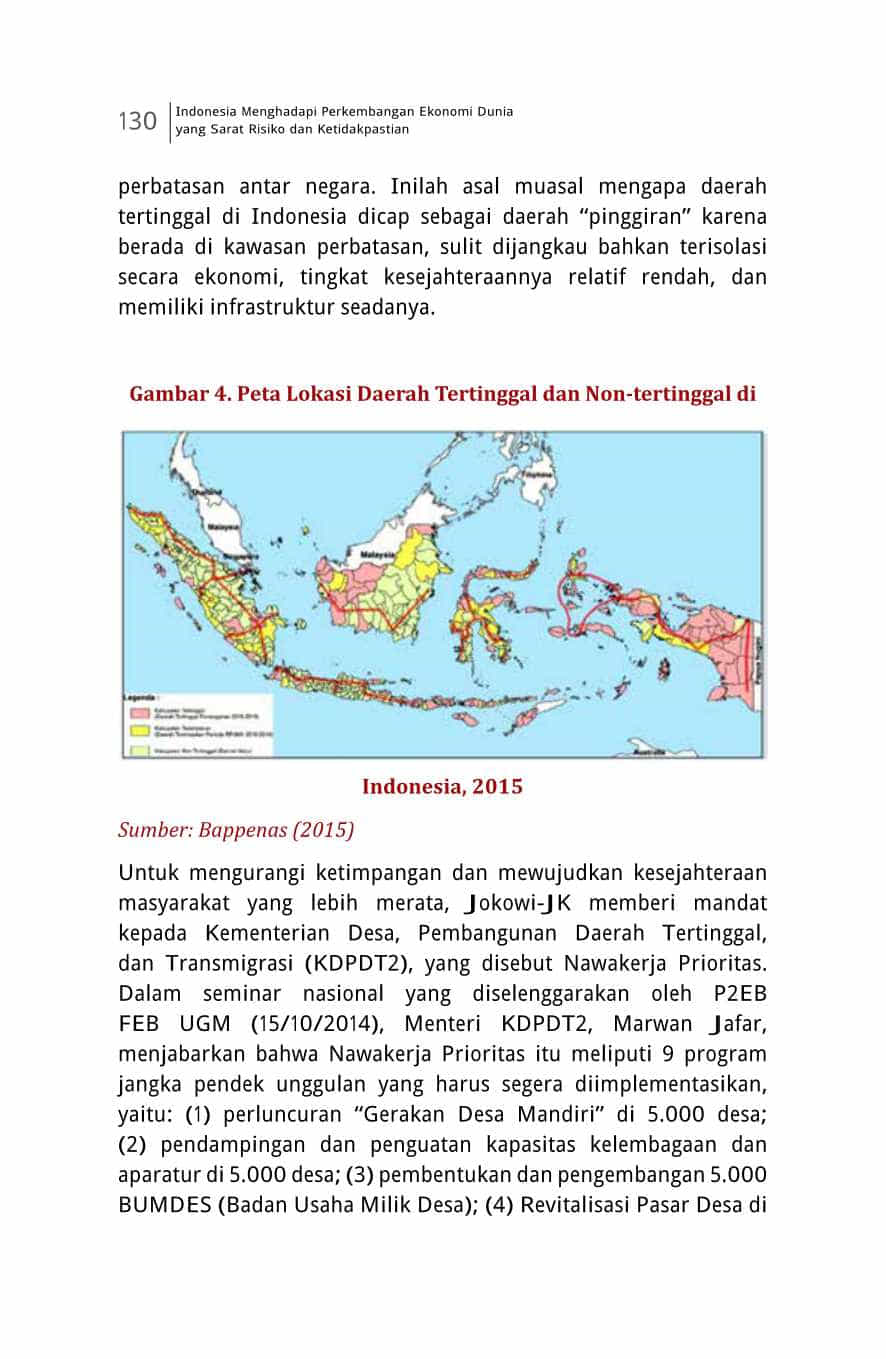 130
Indonesia Menghadapi Perkembangan Ekonomi Dunia
yang Sarat Risiko dan Ketidakpastian
perbatasan antar negara. Inilah asal muasal mengapa daerah
tertinggal di Indonesia dicap sebagai daerah “pinggiran” karena
berada di kawasan perbatasan, sulit dijangkau bahkan terisolasi
secara ekonomi, tingkat kesejahteraannya relatif rendah, dan
memiliki infrastruktur seadanya.
Gambar 4. Peta Lokasi Daerah Tertinggal dan Non-tertinggal di
Thailand
Malaysia
Malaysia
Australia
Legenda :
Indonesia, 2015
Sumber: Bappenas (2015)
Untuk mengurangi ketimpangan dan mewujudkan kesejahteraan
masyarakat yang lebih merata, Jokowi-JK memberi mandat
kepada Kementerian Desa, Pembangunan Daerah Tertinggal,
dan Transmigrasi (KDPDT2), yang disebut Nawakerja Prioritas.
Dalam seminar nasional yang diselenggarakan oleh P2EB
FEB UGM (15/10/2014), Menteri KDPDT2, Marwan Jafar,
menjabarkan bahwa Nawakerja Prioritas itu meliputi 9 program
jangka pendek unggulan yang harus segera diimplementasikan,
yaitu: (1) perluncuran “Gerakan Desa Mandiri” di 5.000 desa;
(2) pendampingan dan penguatan kapasitas kelembagaan dan
aparatur di 5.000 desa; (3) pembentukan dan pengembangan 5.000
BUMDES (Badan Usaha Milik Desa); (4) Revitalisasi Pasar Desa di